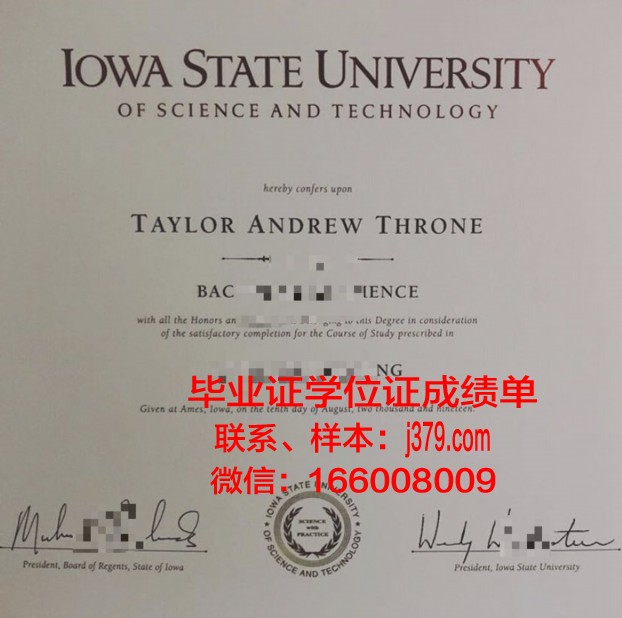 IOWA STATE UNIVERSITY
OF SCIENCE AND TECHNOLOGY
hereby confers upon
TAYLOR ANDREW THRONE
BAC IENCE
with all the Honors an this Degree in consideration
of the satisfactory completion for the Course of Study prescribed in
NG
毕业证学位证成绩单
Given at Ames, Iowa, on the tenth day of August, two thousand and nineteen.
联系、样本：j379.com
微信：166008009
IOWA STATE UNIVERSITY
SCIENCE
with
PRACTICE
OF SCIENCE AND TECHNOLOGY
President, Board of Regents, State of Iowa
President, Iowa State University